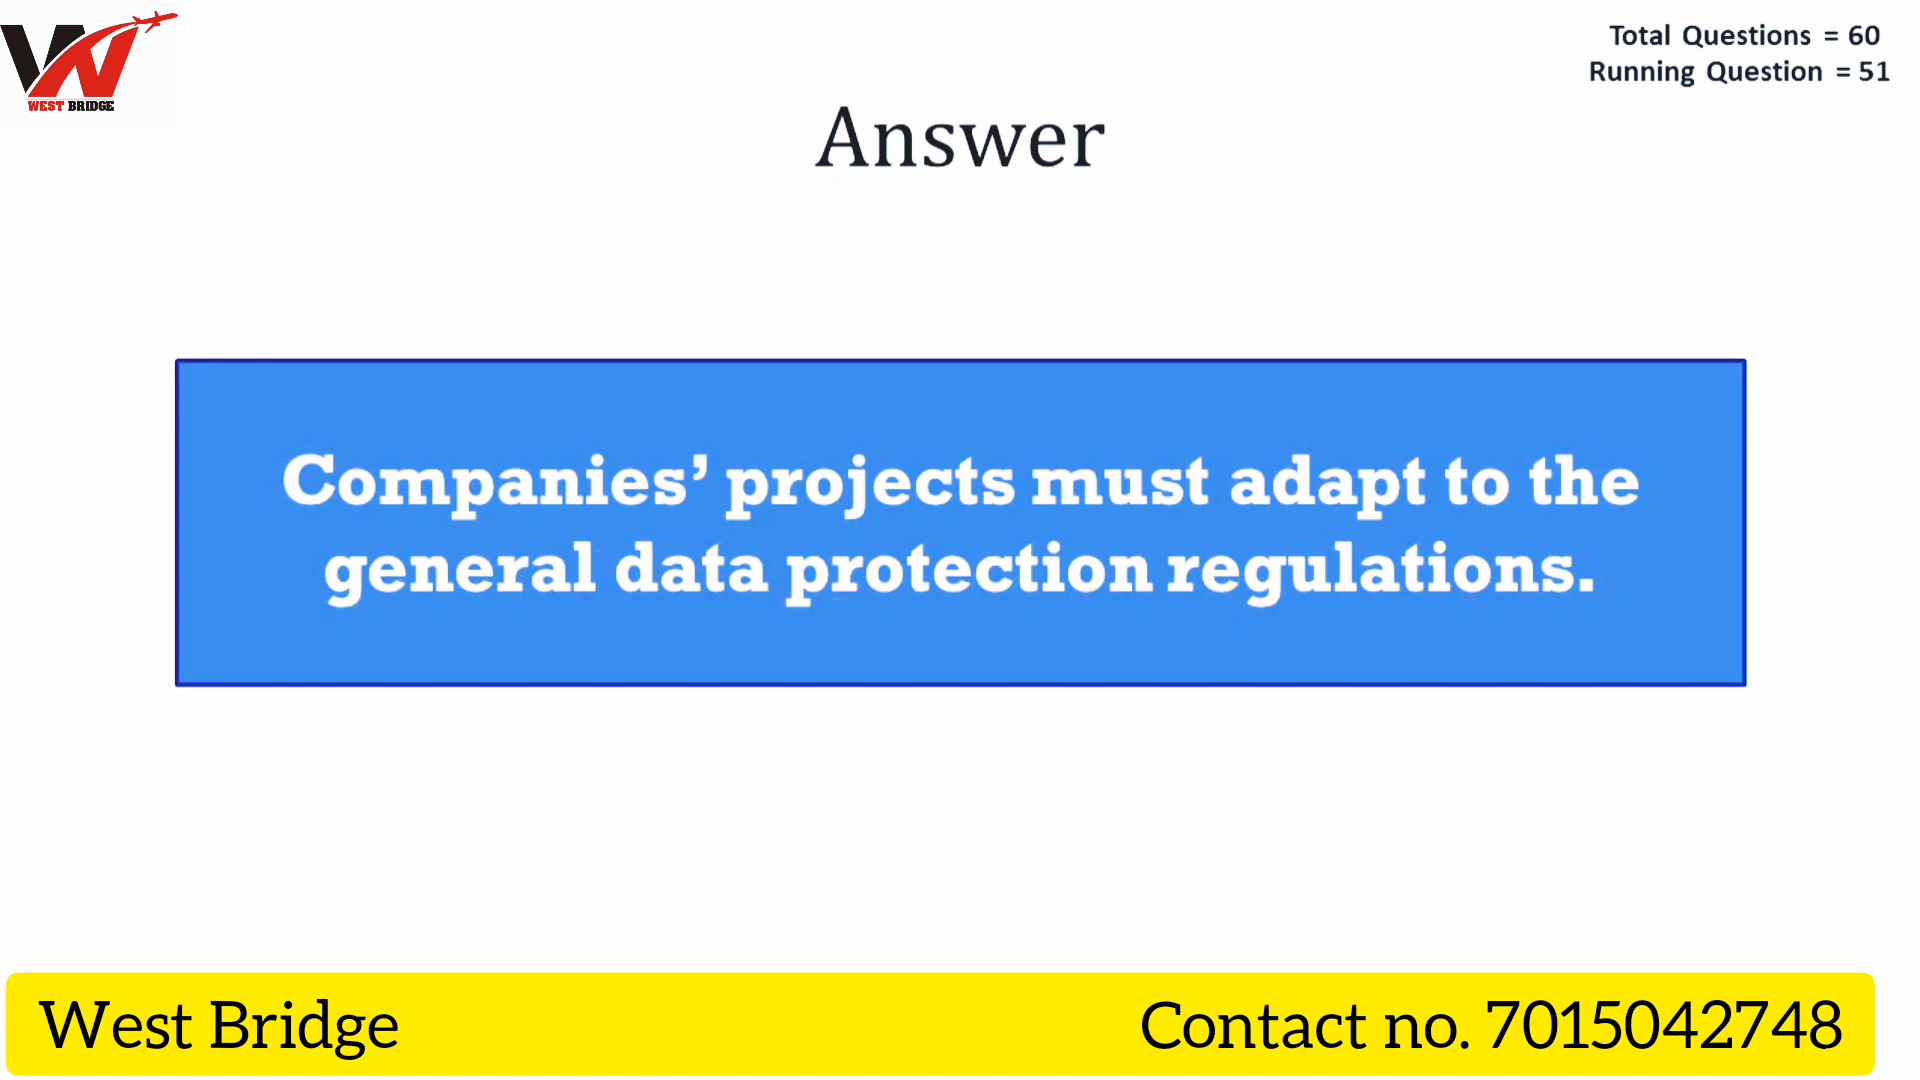 WEST BRIDGE
Total Questions = 60
Running Question = 51
Answer
Companies’ projects must adapt to the
general data protection regulations.
West Bridge
Contact no. 7015042748